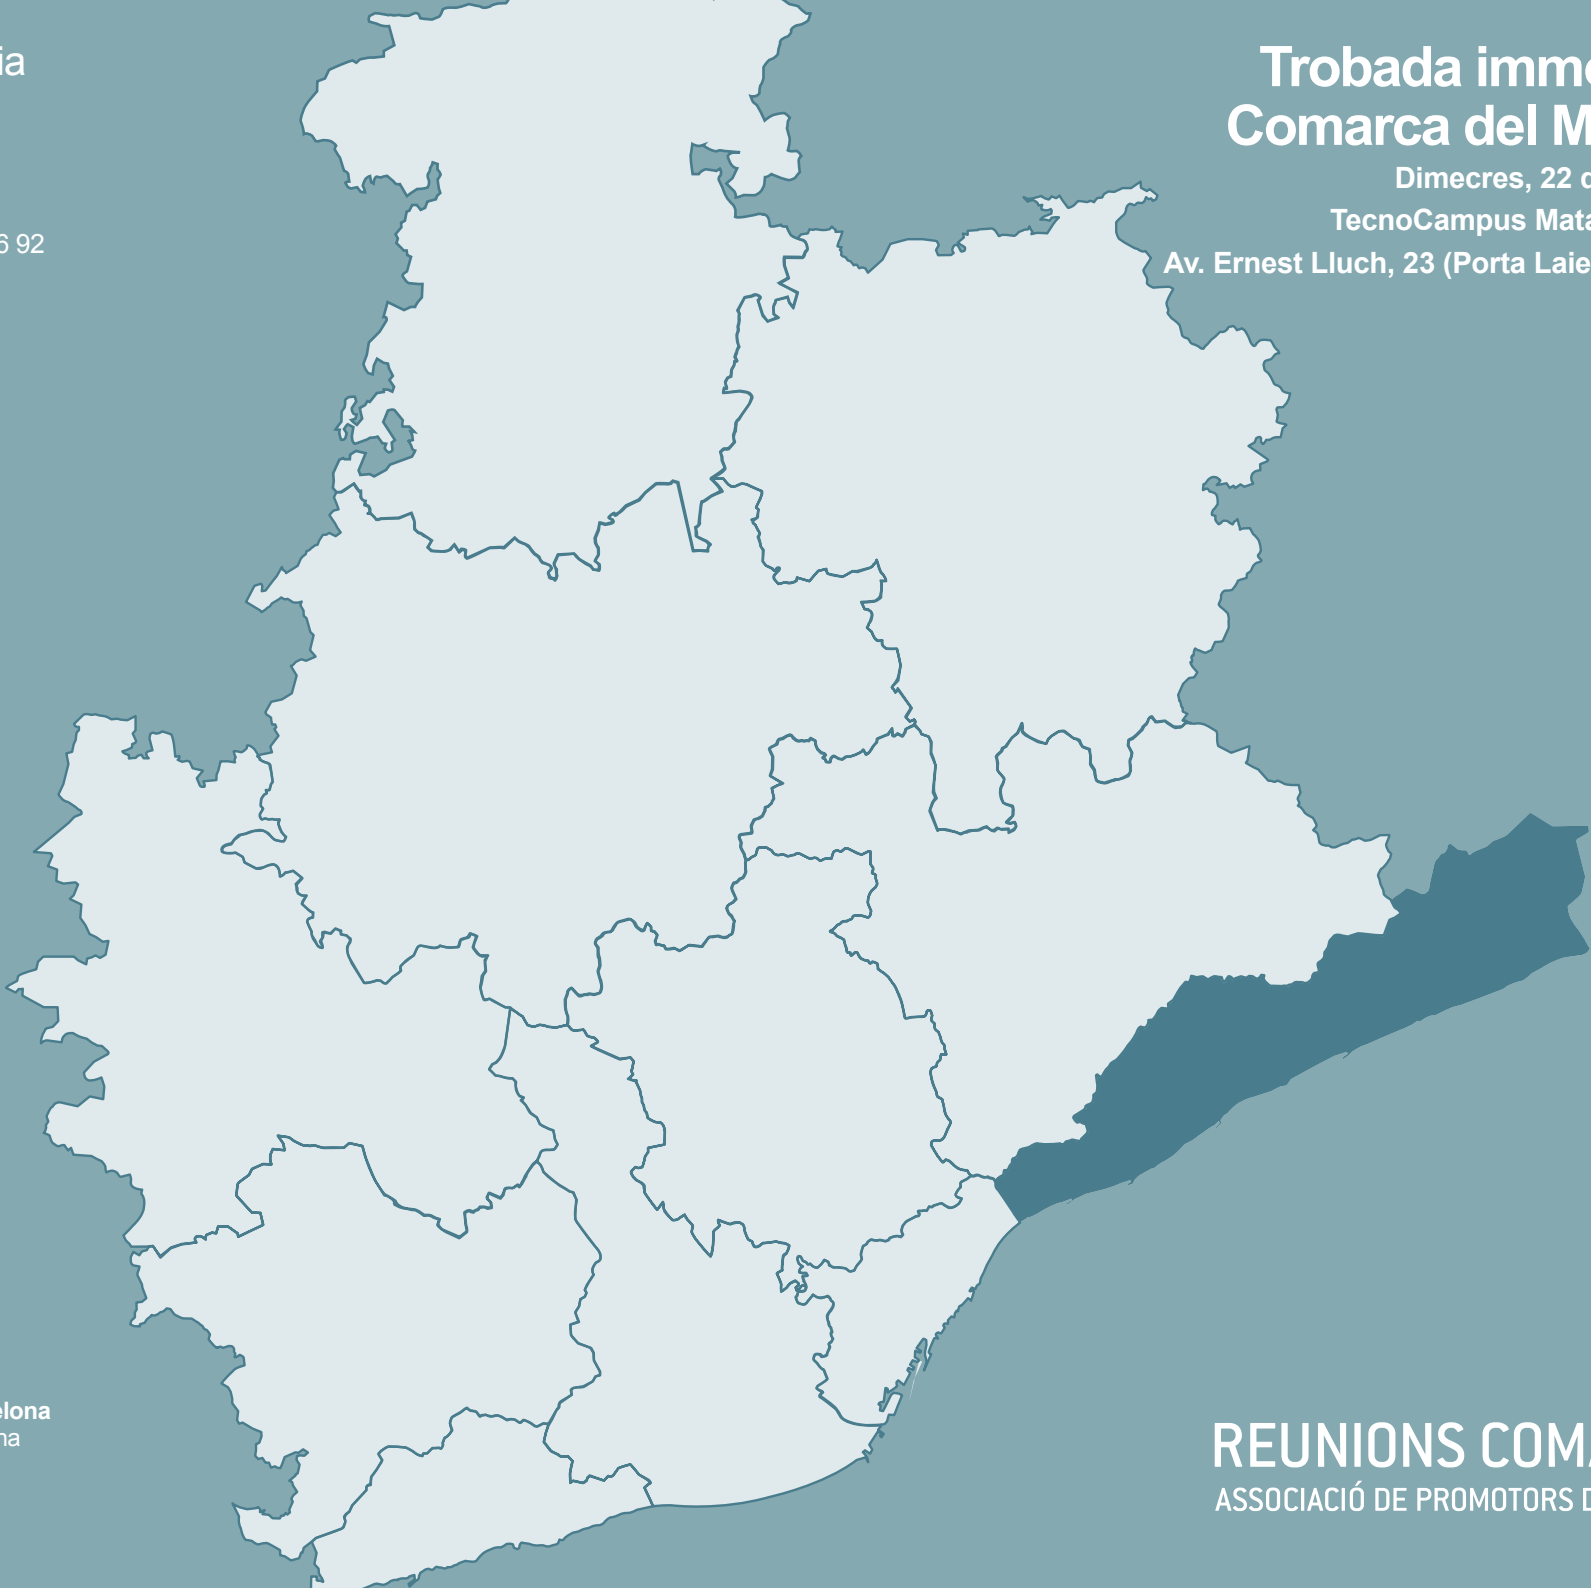 ia
6 92
elona
na
Trobada immo
Comarca del M
Dimecres, 22 d
TecnoCampus Mata
Av. Ernest Lluch, 23 (Porta Laie
REUNIONS COMA
ASSOCIACIÓ DE PROMOTORS D